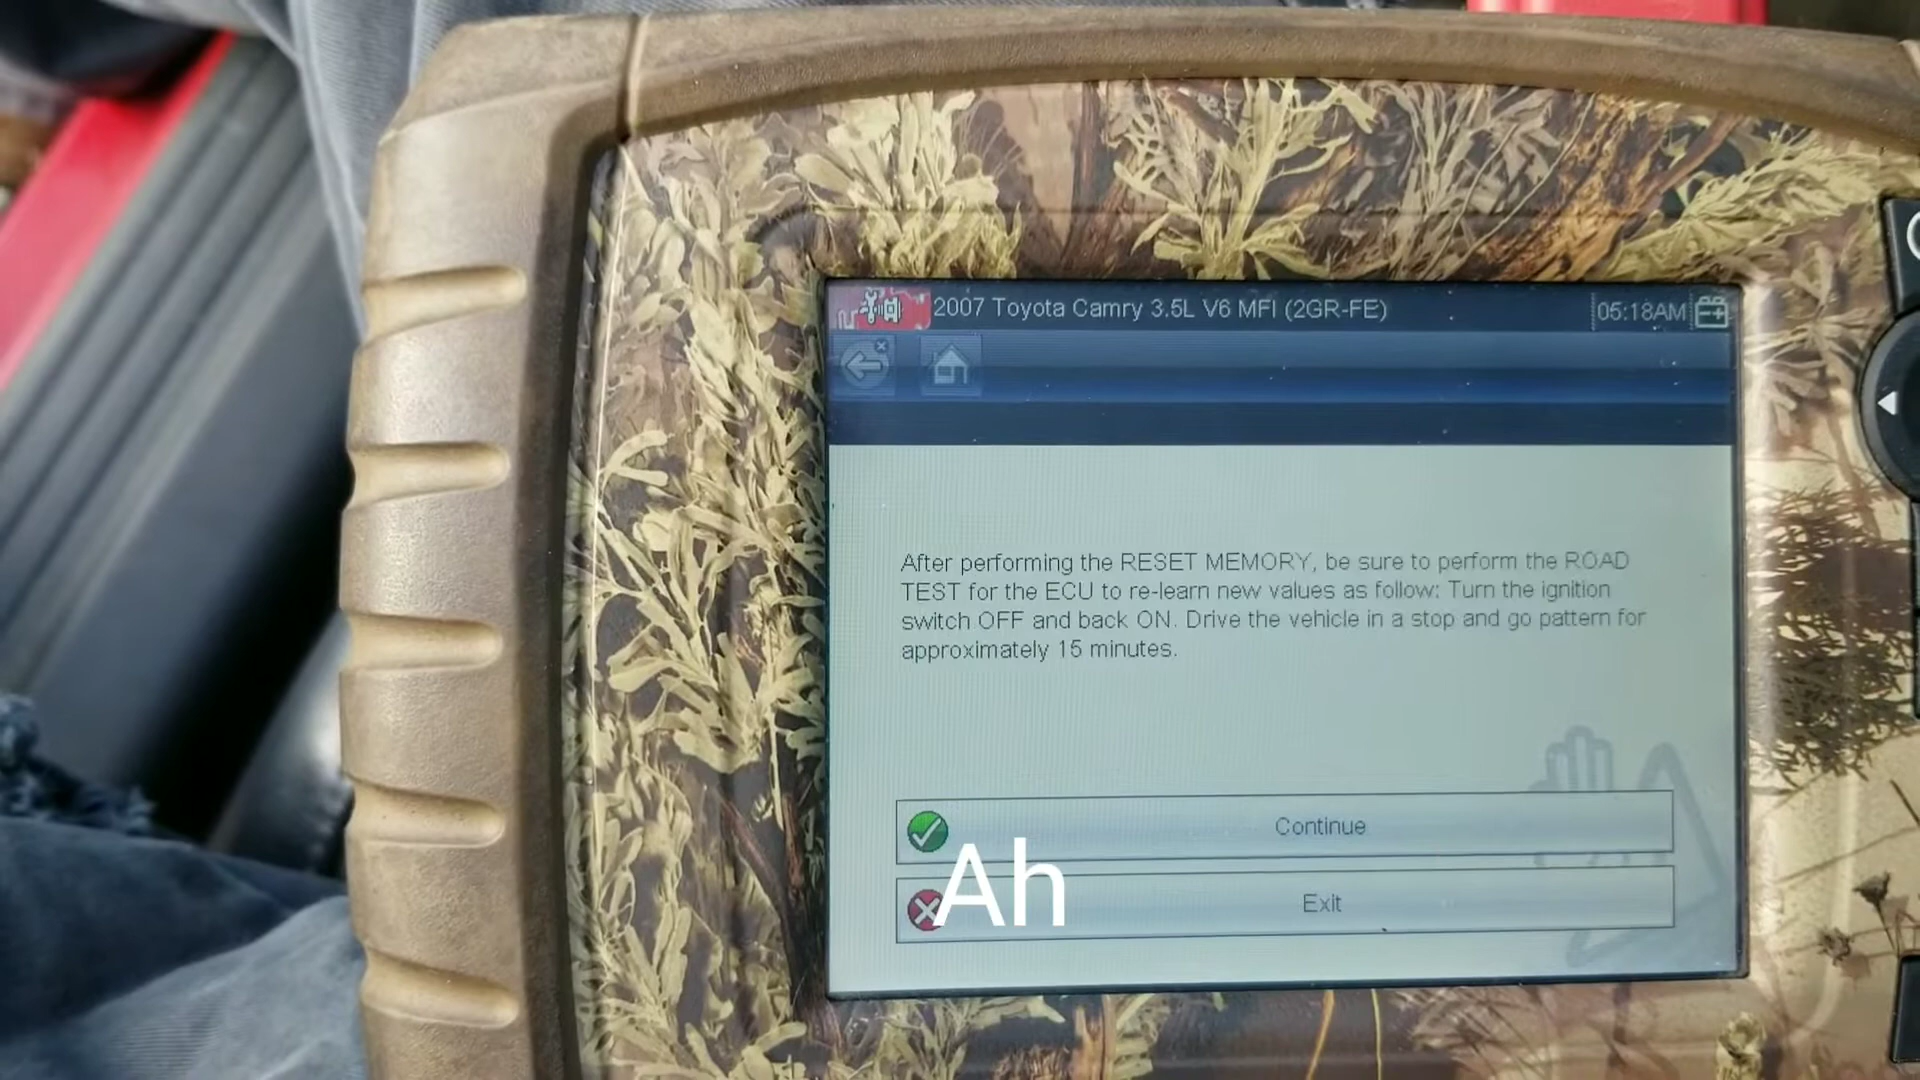 2007 Toyota Camry 3.5L V6 MFI (2GR-FE)
05:18AM
After performing the RESET MEMORY, be sure to perform the ROAD
TEST for the ECU to re-learn new values as follow: Turn the ignition
switch OFF and back ON. Drive the vehicle in a stop and go pattern for
approximately 15 minutes.
Continue
Ah
Exit